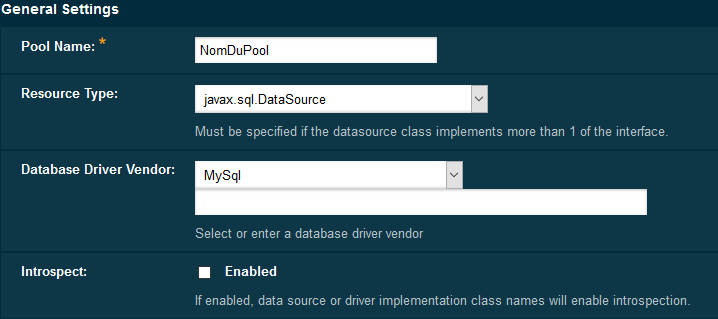 General Settings
Pool Name: *
NomDuPool
Resource Type:
javax.sql.DataSource
Must be specified if the datasource class implements more than 1 of the interface.
Database Driver Vendor:
MySql
Select or enter a database driver vendor
Introspect:
Enabled
If enabled, data source or driver implementation class names will enable introspection.